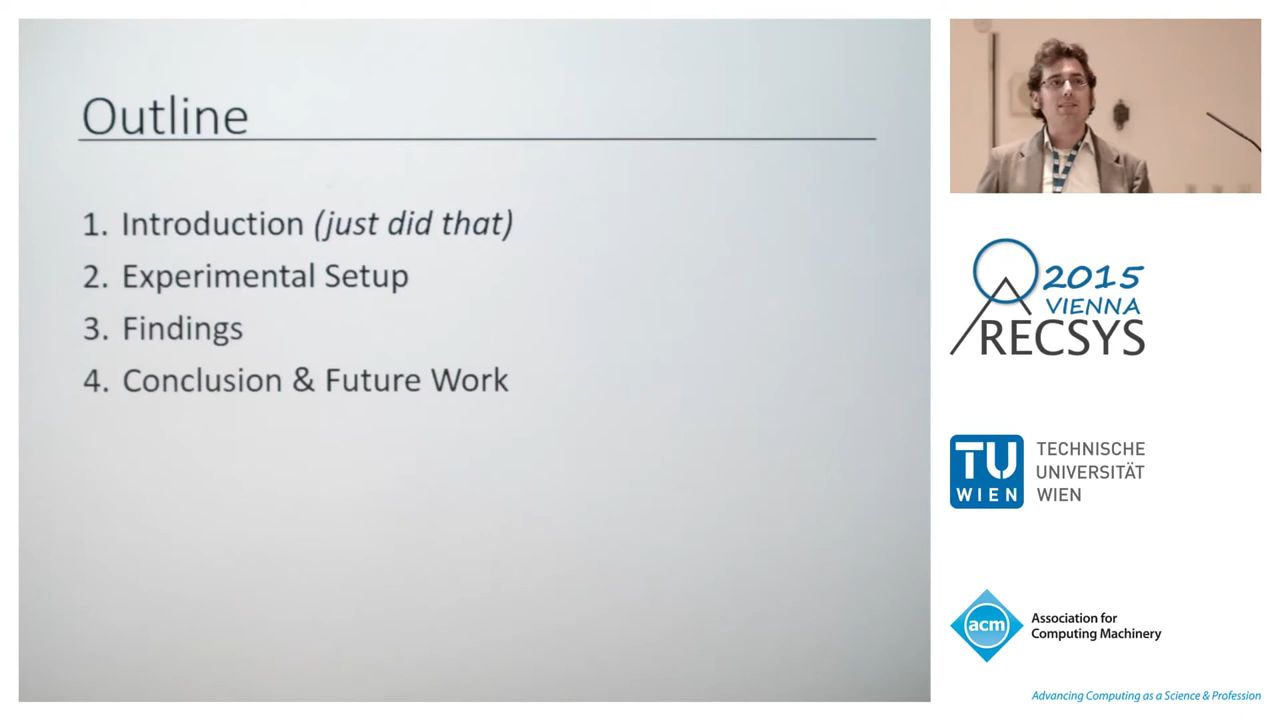 Outline
1. Introduction (just did that)
2. Experimental Setup
3. Findings
4. Conclusion & Future Work
2015
VIENNA
RECSYS
TU
WIEN
TECHNISCHE
UNIVERSITÄT
WIEN
acm
Association for
Computing Machinery
Advancing Computing as a Science & Profession